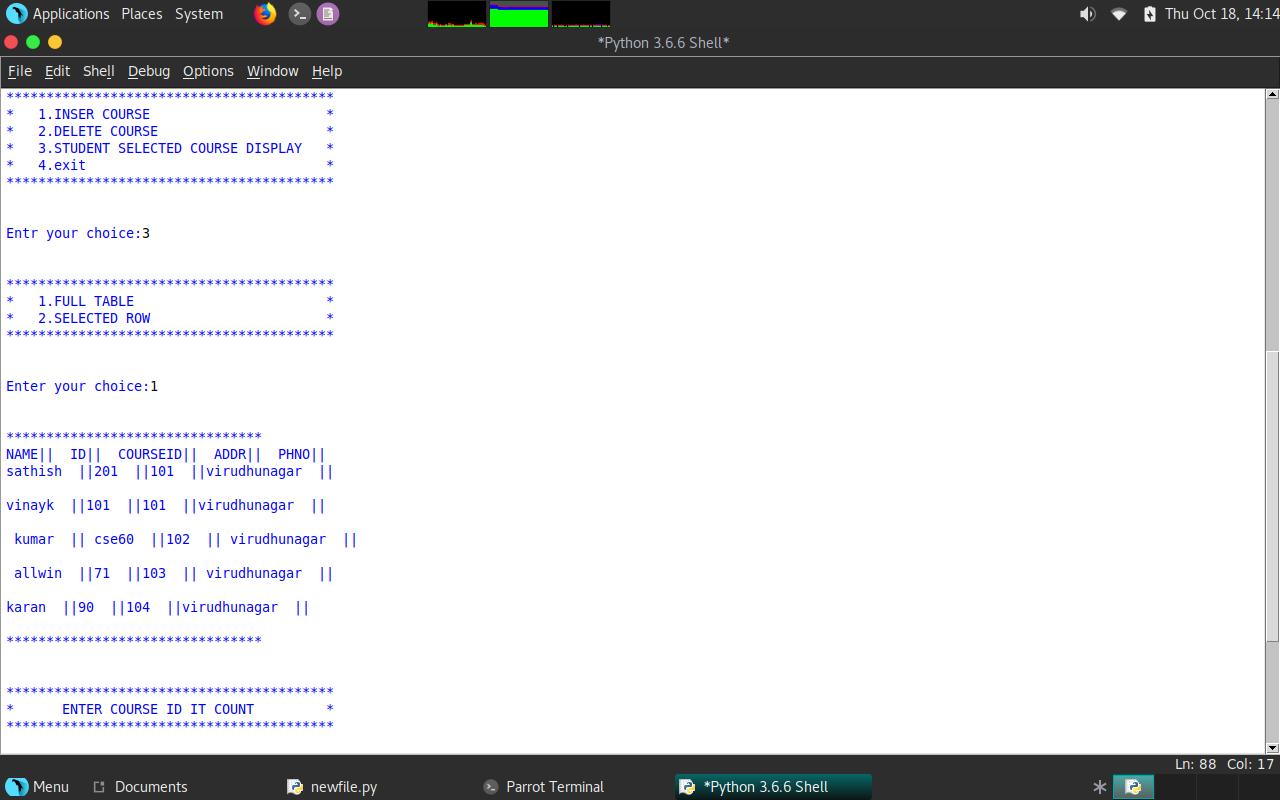 Applications Places System Thu Oct 18, 14:14
*Python 3.6.6 Shell*
File Edit Shell Debug Options Window Help
*****************************************
*   1.INSER COURSE                      *
*   2.DELETE COURSE                     *
*   3.STUDENT SELECTED COURSE DISPLAY   *
*   4.exit                              *
*****************************************
Entr your choice:3
*****************************************
*   1.FULL TABLE                        *
*   2.SELECTED ROW                      *
*****************************************
Enter your choice:1
********************************
NAME||  ID||  COURSEID||  ADDR||  PHNO||
sathish  ||201  ||101  ||virudhunagar  ||
vinayk  ||101  ||101  ||virudhunagar  ||
 kumar  || cse60  ||102  || virudhunagar  ||
 allwin  ||71  ||103  || virudhunagar  ||
karan  ||90  ||104  ||virudhunagar  ||
********************************
*****************************************
*      ENTER COURSE ID IT COUNT         *
*****************************************
Ln: 88 Col: 17
Menu Documents newfile.py Parrot Terminal *Python 3.6.6 Shell